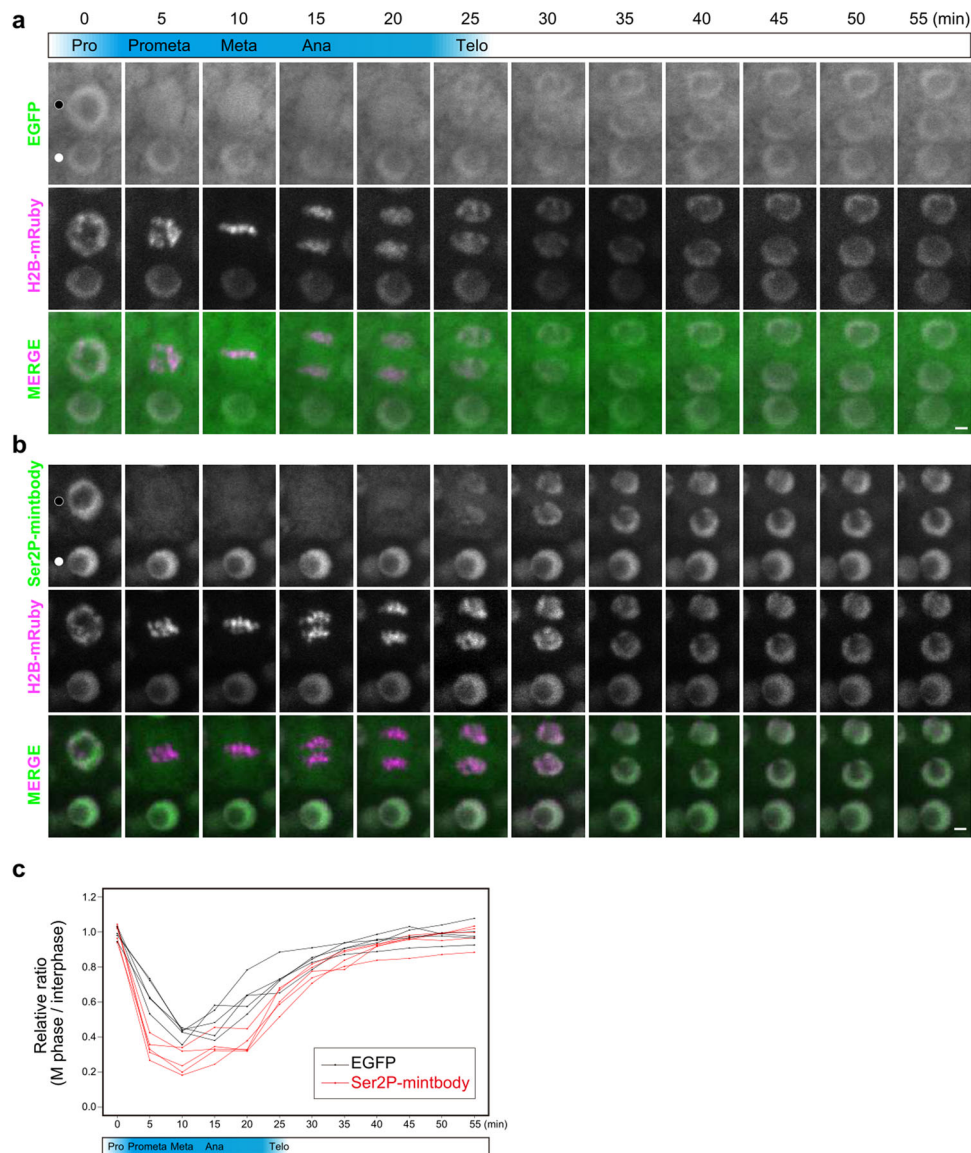 a 0 5 10 15 20 25 30 35 40 45 50 55 (min)
Pro Prometa Meta Ana Telo
EGFP
H2B-mRuby
MERGE
b
Ser2P-mintbody
H2B-mRuby
MERGE
c
Relative ratio
(M phase / interphase)
1.2
1.0
0.8
0.6
0.4
0.2
0.0
EGFP
Ser2P-mintbody
0 5 10 15 20 25 30 35 40 45 50 55 (min)
Pro Prometa Meta Ana Telo